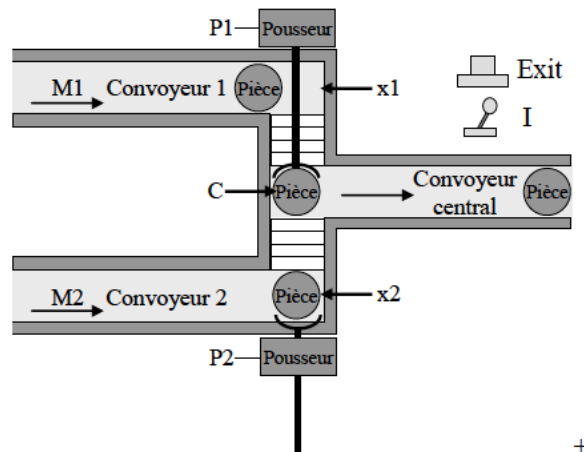 P1 Pousseur
Exit
M1 Convoyeur 1 Pièce x1
I
C Pièce Convoyeur central Pièce
M2 Convoyeur 2 Pièce x2
P2 Pousseur
+